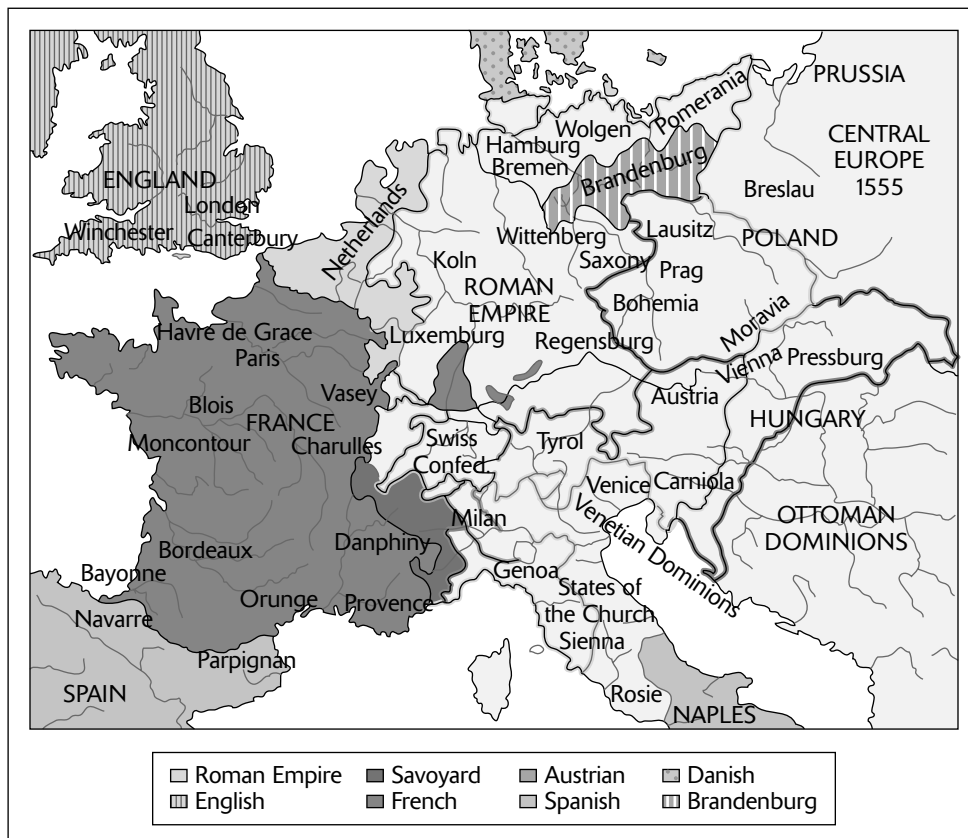 PRUSSIA
CENTRAL
EUROPE
1555
Pomerania
Wolgen
Hamburg
Bremen
Brandenburg
Breslau
ENGLAND
London
Winchester
Canterbury
Netherlands
Wittenberg
Lausitz
POLAND
Koln
Saxony
Prag
ROMAN
EMPIRE
Bohemia
Moravia
Havre de Grace
Paris
Luxemburg
Regensburg
Vienna
Pressburg
Vasey
Austria
Blois
FRANCE
HUNGARY
Moncontour
Charulles
Swiss
Confed.
Tyrol
Venice
Carniola
Milan
Venetian Dominions
OTTOMAN
DOMINIONS
Bordeaux
Danphiny
Bayonne
Genoa
Orunge
Provence
States
of the Church
Navarre
Sienna
Parpignan
SPAIN
Rosie
NAPLES
Roman Empire
Savoyard
Austrian
Danish
English
French
Spanish
Brandenburg